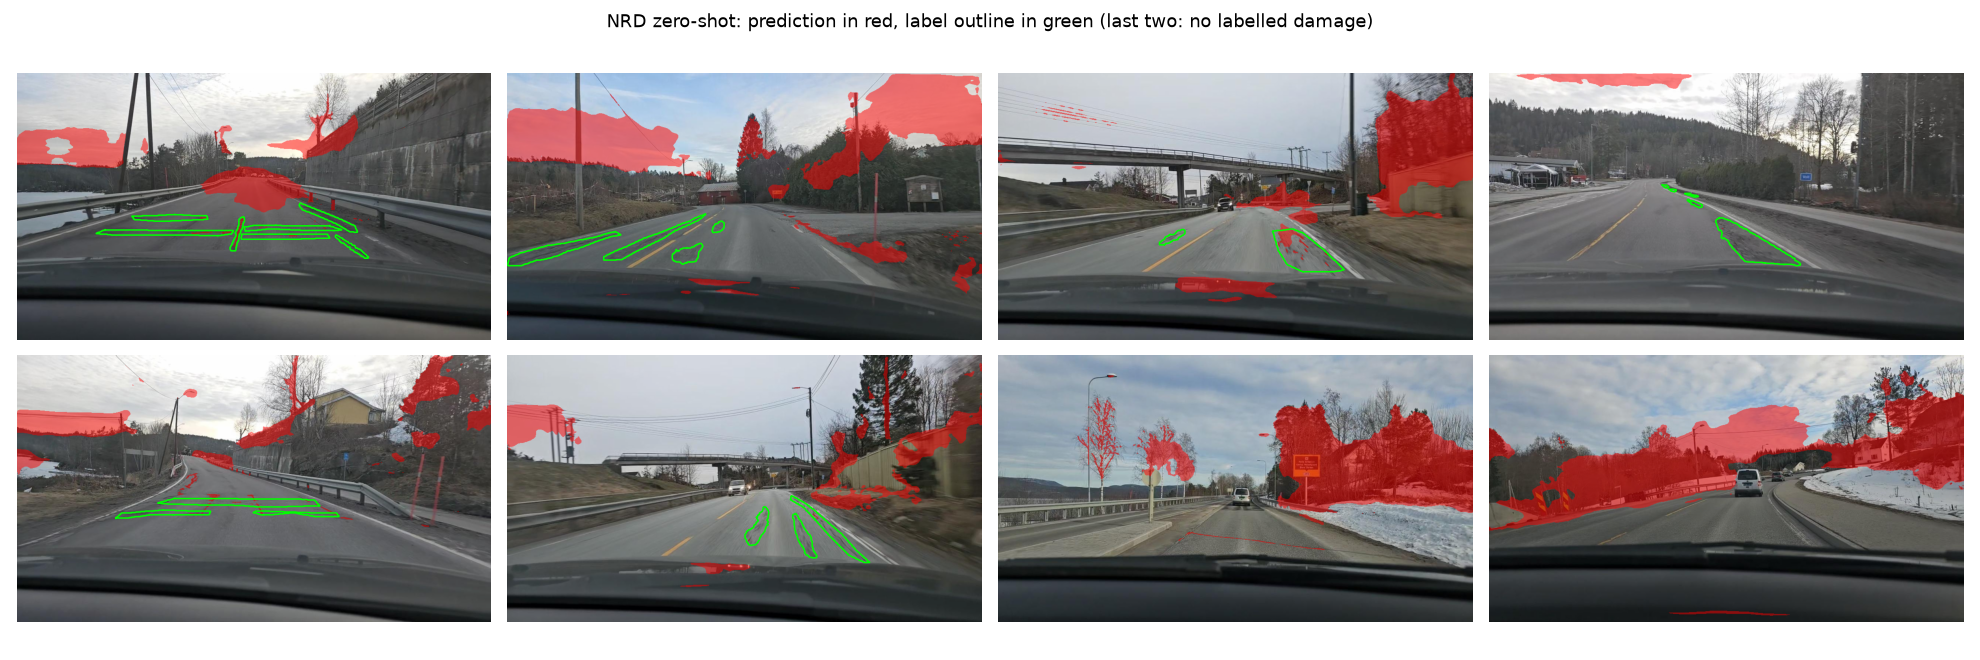 NRD zero-shot: prediction in red, label outline in green (last two: no labelled damage)